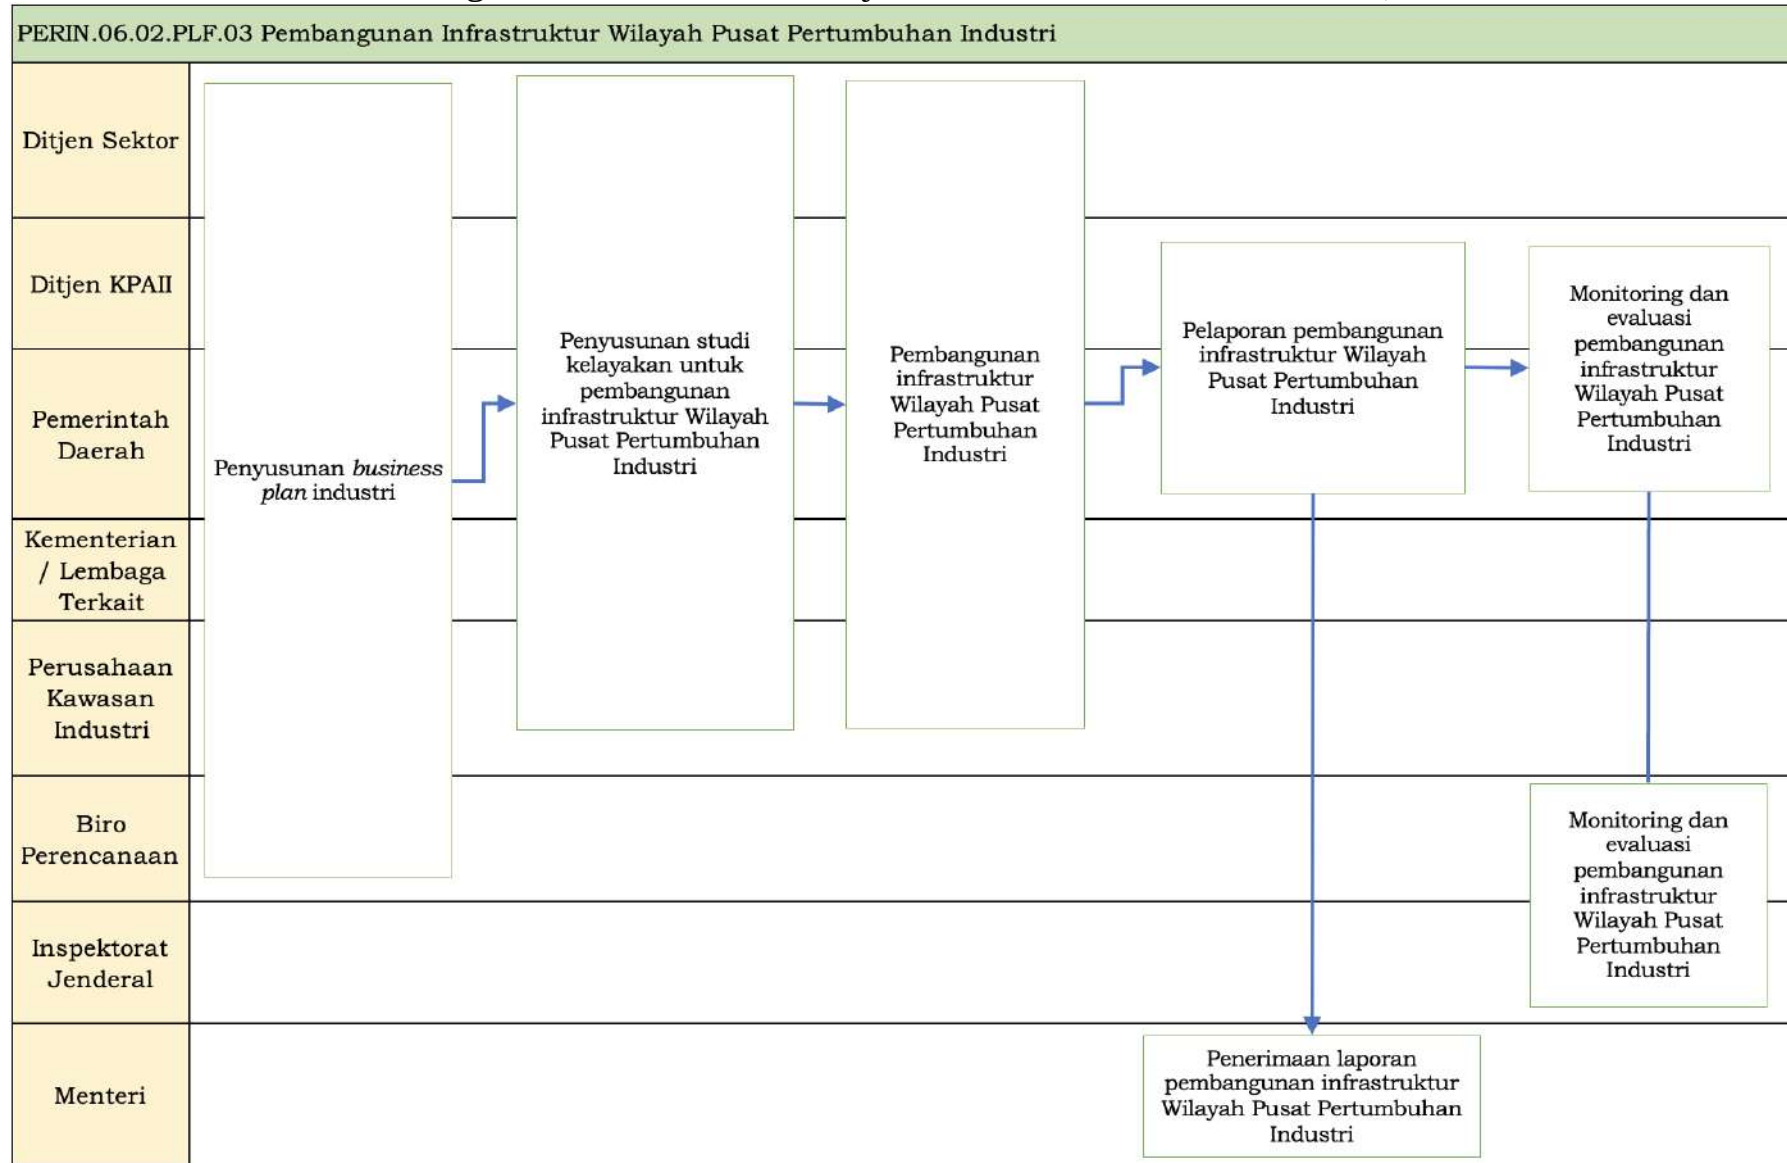 PERIN.06.02.PLF.03 Pembangunan Infrastruktur Wilayah Pusat Pertumbuhan Industri
Ditjen Sektor
Ditjen KPAII
Pemerintah
Daerah
Kementerian
/ Lembaga
Terkait
Perusahaan
Kawasan
Industri
Biro
Perencanaan
Inspektorat
Jenderal
Menteri
Penyusunan business
plan industri
Penyusunan studi
kelayakan untuk
pembangunan
infrastruktur Wilayah
Pusat Pertumbuhan
Industri
Pembangunan
infrastruktur
Wilayah Pusat
Pertumbuhan
Industri
Pelaporan pembangunan
infrastruktur Wilayah
Pusat Pertumbuhan
Industri
Monitoring dan
evaluasi
pembangunan
infrastruktur
Wilayah Pusat
Pertumbuhan
Industri
Monitoring dan
evaluasi
pembangunan
infrastruktur
Wilayah Pusat
Pertumbuhan
Industri
Penerimaan laporan
pembangunan infrastruktur
Wilayah Pusat Pertumbuhan
Industri